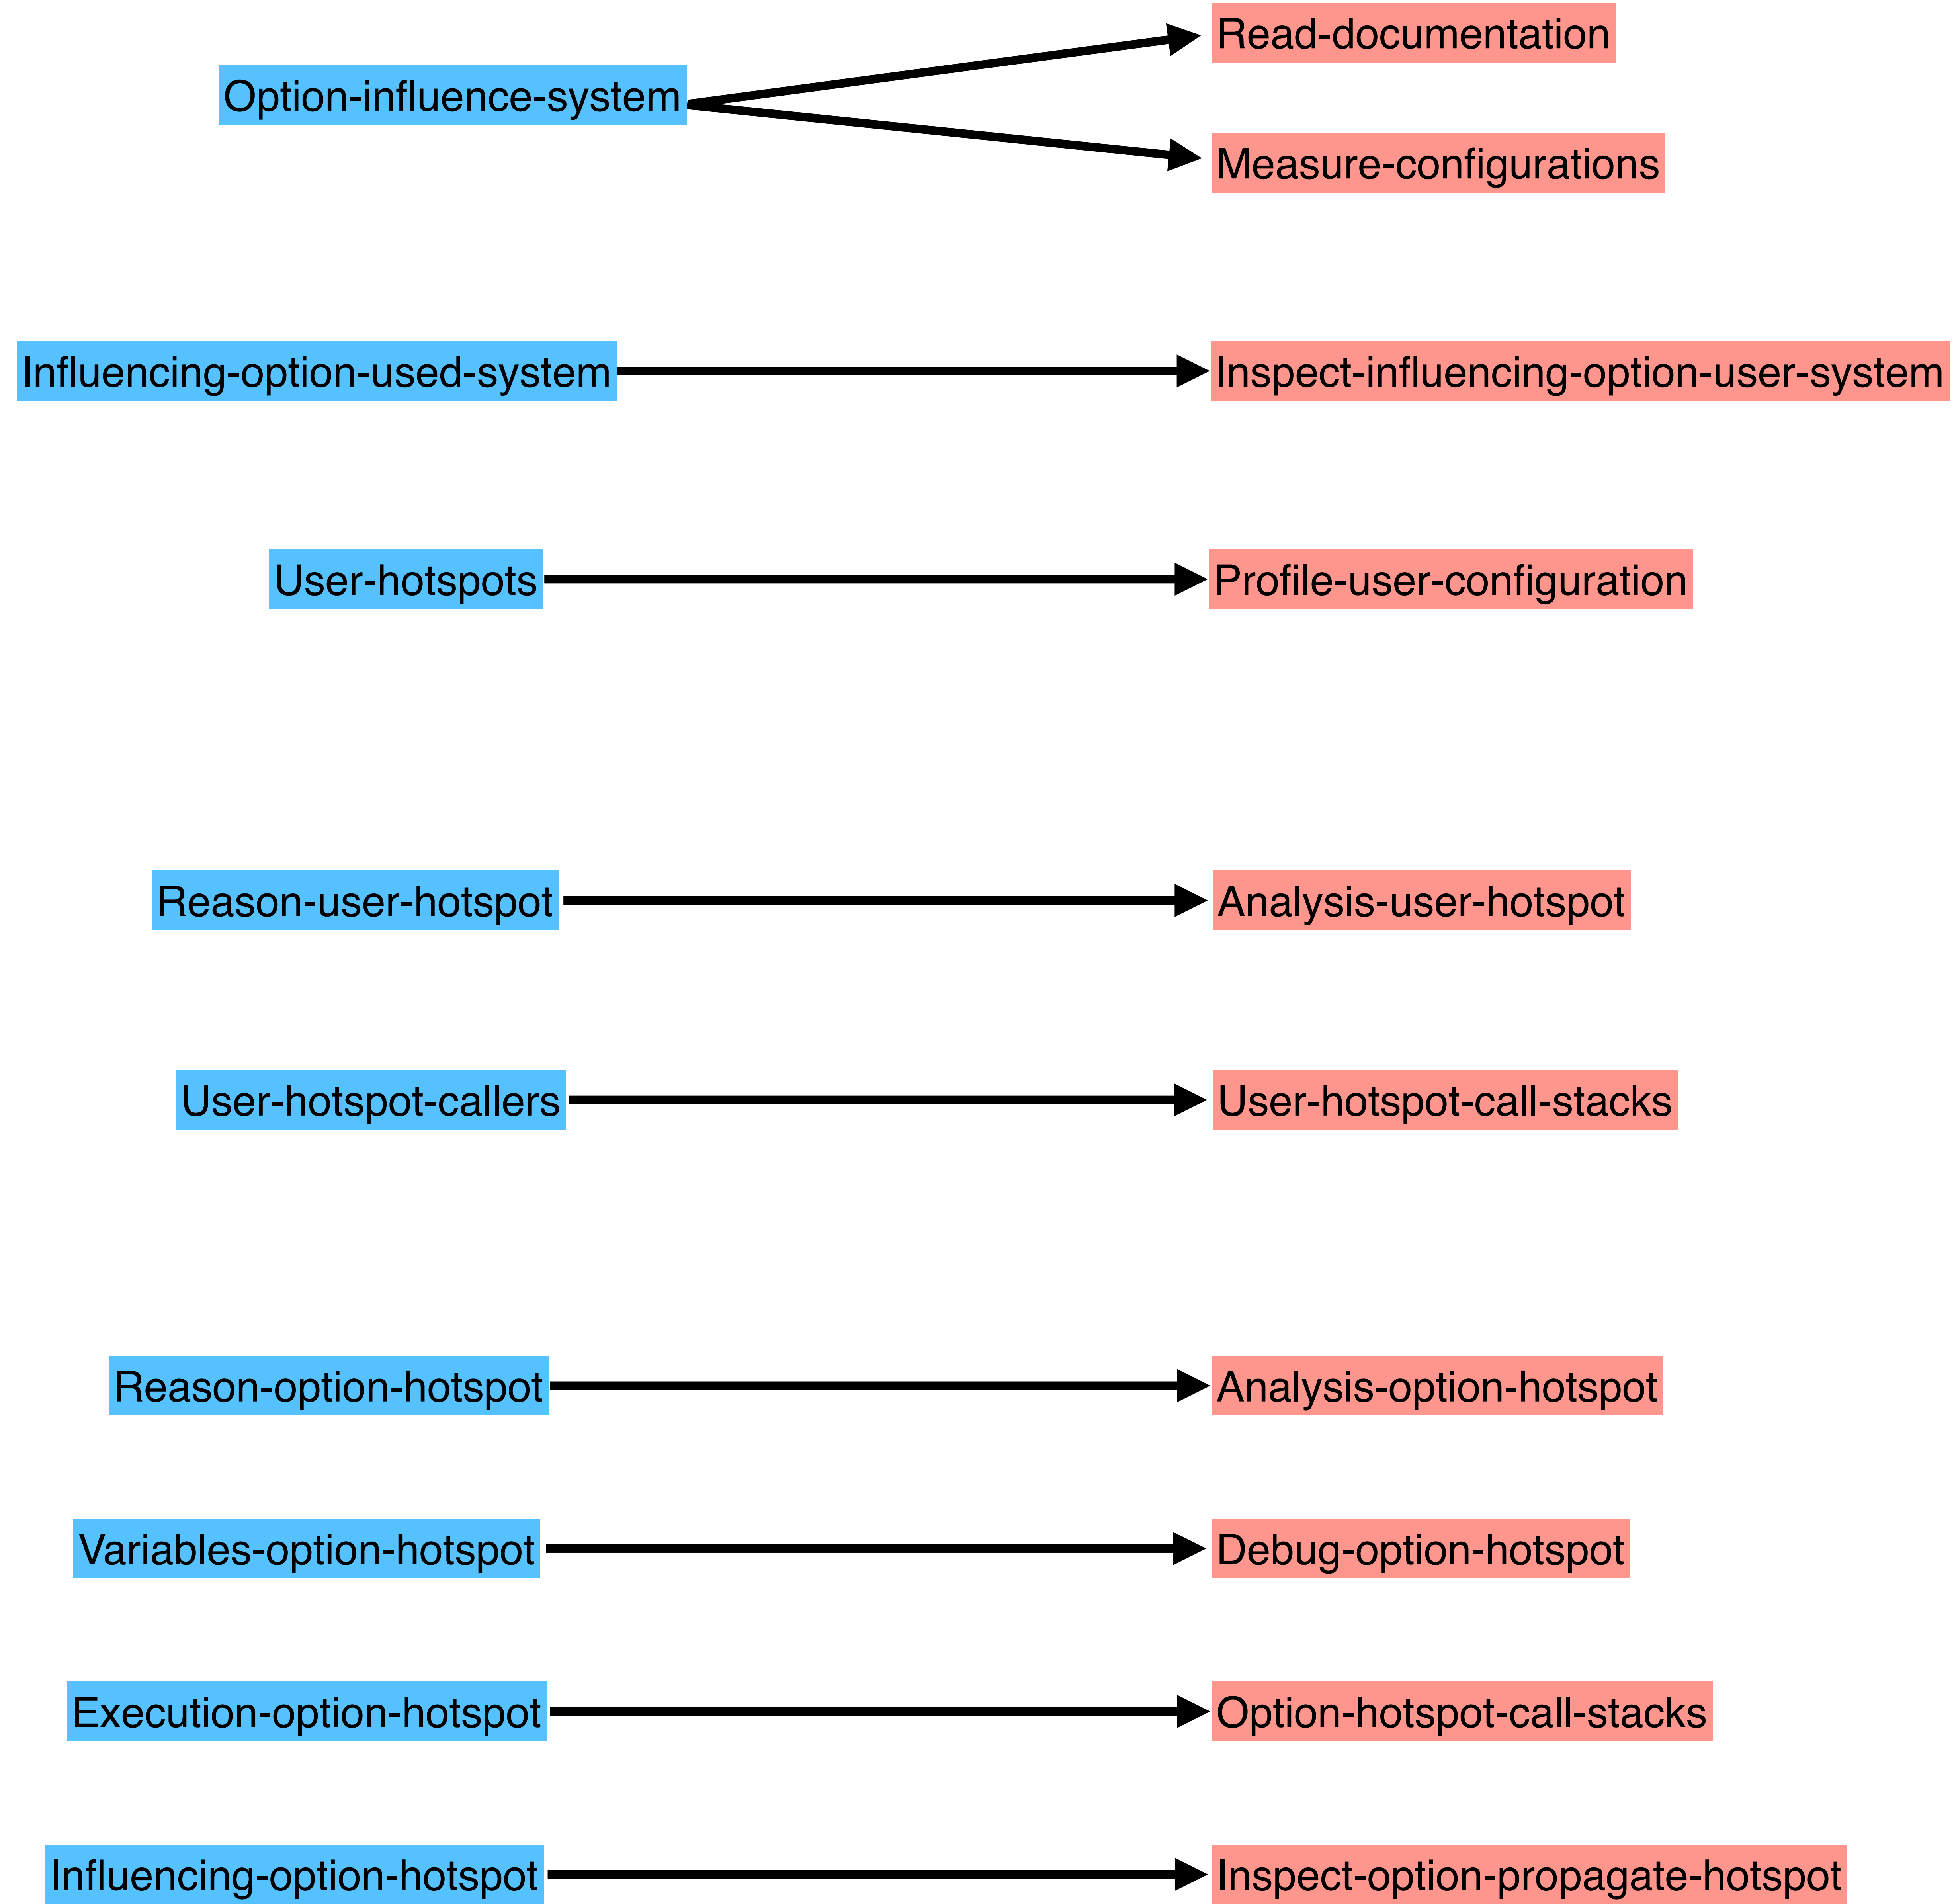 Read-documentation
Option-influence-system
Measure-configurations
Influencing-option-used-system
Inspect-influencing-option-user-system
User-hotspots
Profile-user-configuration
Reason-user-hotspot
Analysis-user-hotspot
User-hotspot-callers
User-hotspot-call-stacks
Reason-option-hotspot
Analysis-option-hotspot
Variables-option-hotspot
Debug-option-hotspot
Execution-option-hotspot
Option-hotspot-call-stacks
Influencing-option-hotspot
Inspect-option-propagate-hotspot